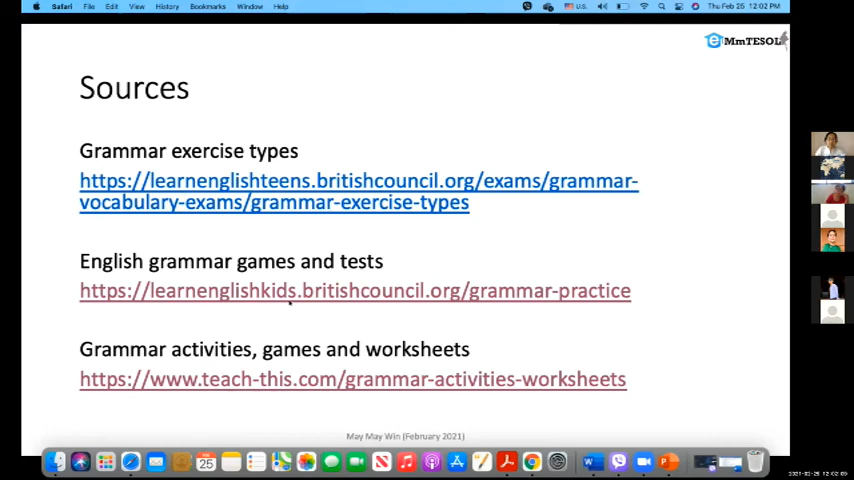 Safari File Edit View History Bookmarks Window Help U.S. Thu Feb 25 12:02 PM
eMmTESOL
Sources
Grammar exercise types
https://learnenglishteens.britishcouncil.org/exams/grammar-
vocabulary-exams/grammar-exercise-types
English grammar games and tests
https://learnenglishkids.britishcouncil.org/grammar-practice
Grammar activities, games and worksheets
https://www.teach-this.com/grammar-activities-worksheets
May May Win (February 2021)
25